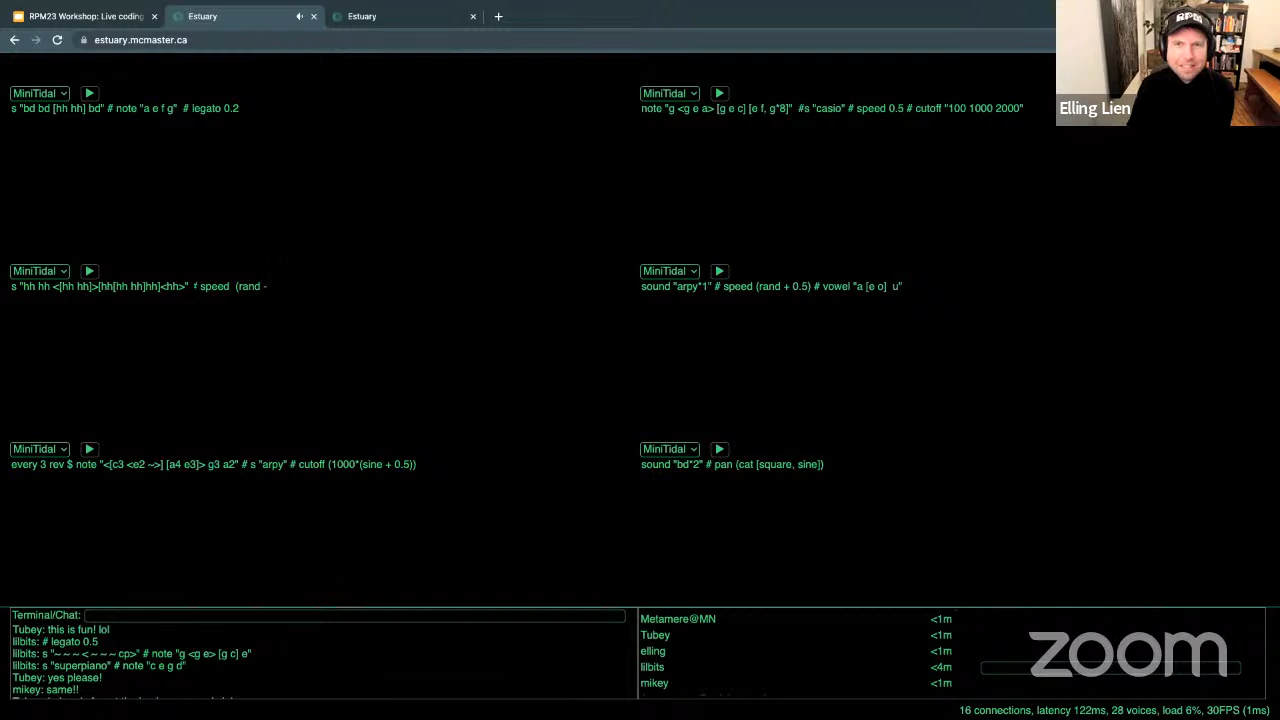 RPM23 Workshop: Live coding
Estuary
Estuary
estuary.mcmaster.ca
RPM
Elling Lien
MiniTidal
s "bd bd [hh hh] bd" # note "a e f g"  # legato 0.2
MiniTidal
note "g <g e a> [g e c] [e f, g*8]"  #s "casio" # speed 0.5 # cutoff "100 1000 2000"
MiniTidal
s "hh hh <[hh hh]>[hh[hh hh]hh]<hh>"  # speed  (rand -
MiniTidal
sound "arpy*1" # speed (rand + 0.5) # vowel "a [e o]  u"
MiniTidal
every 3 rev $ note "<[c3 <e2 ~>] [a4 e3]> g3 a2" # s "arpy" # cutoff (1000*(sine + 0.5))
MiniTidal
sound "bd*2" # pan (cat [square, sine])
Terminal/Chat:
Tubey: this is fun! lol
lilbits: # legato 0.5
lilbits: s "~ ~ ~ < ~ ~ ~ cp>" # note "g <g e> [g c] e"
lilbits: s "superpiano" # note "c e g d"
Tubey: yes please!
mikey: same!!
Metamere@MN <1m
Tubey <1m
elling <1m
lilbits <4m
mikey <1m
zoom
16 connections, latency 122ms, 28 voices, load 6%, 30FPS (1ms)